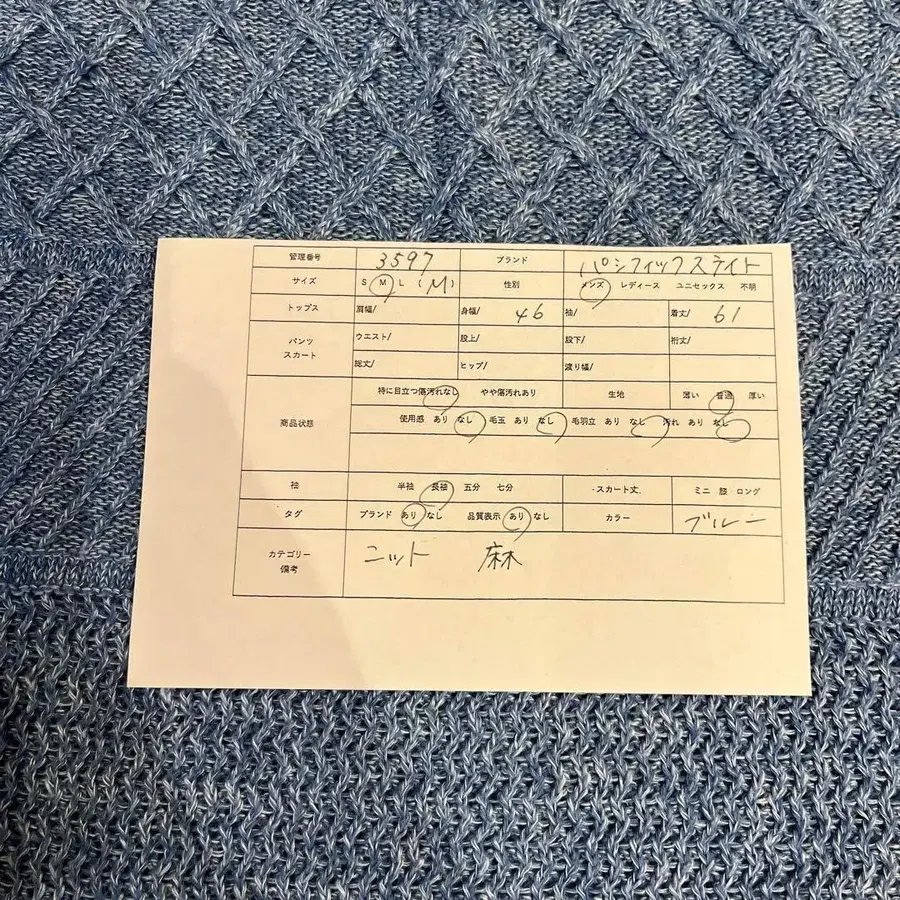 管理番号 3597 ブランド パシフィックステイト
サイズ S M L (M) 性別 メンズ レディース ユニセックス 不明
トップス 肩幅/ 身幅/ 46 袖/ 着丈/ 61
パンツ スカート ウエスト/ 股上/ 股下/ 裄丈/
総丈/ ヒップ/ 渡り幅/
特に目立つ傷汚れなし やや傷汚れあり 生地 薄い 普通 厚い
商品状態 使用感 あり なし 毛玉 あり なし 毛羽立 あり なし 汚れ あり なし
袖 半袖 長袖 五分 七分 -スカート丈. ミニ 膝 ロング
タグ ブランド あり なし 品質表示 あり なし カラー ブルー
カテゴリー 備考 ニット 麻